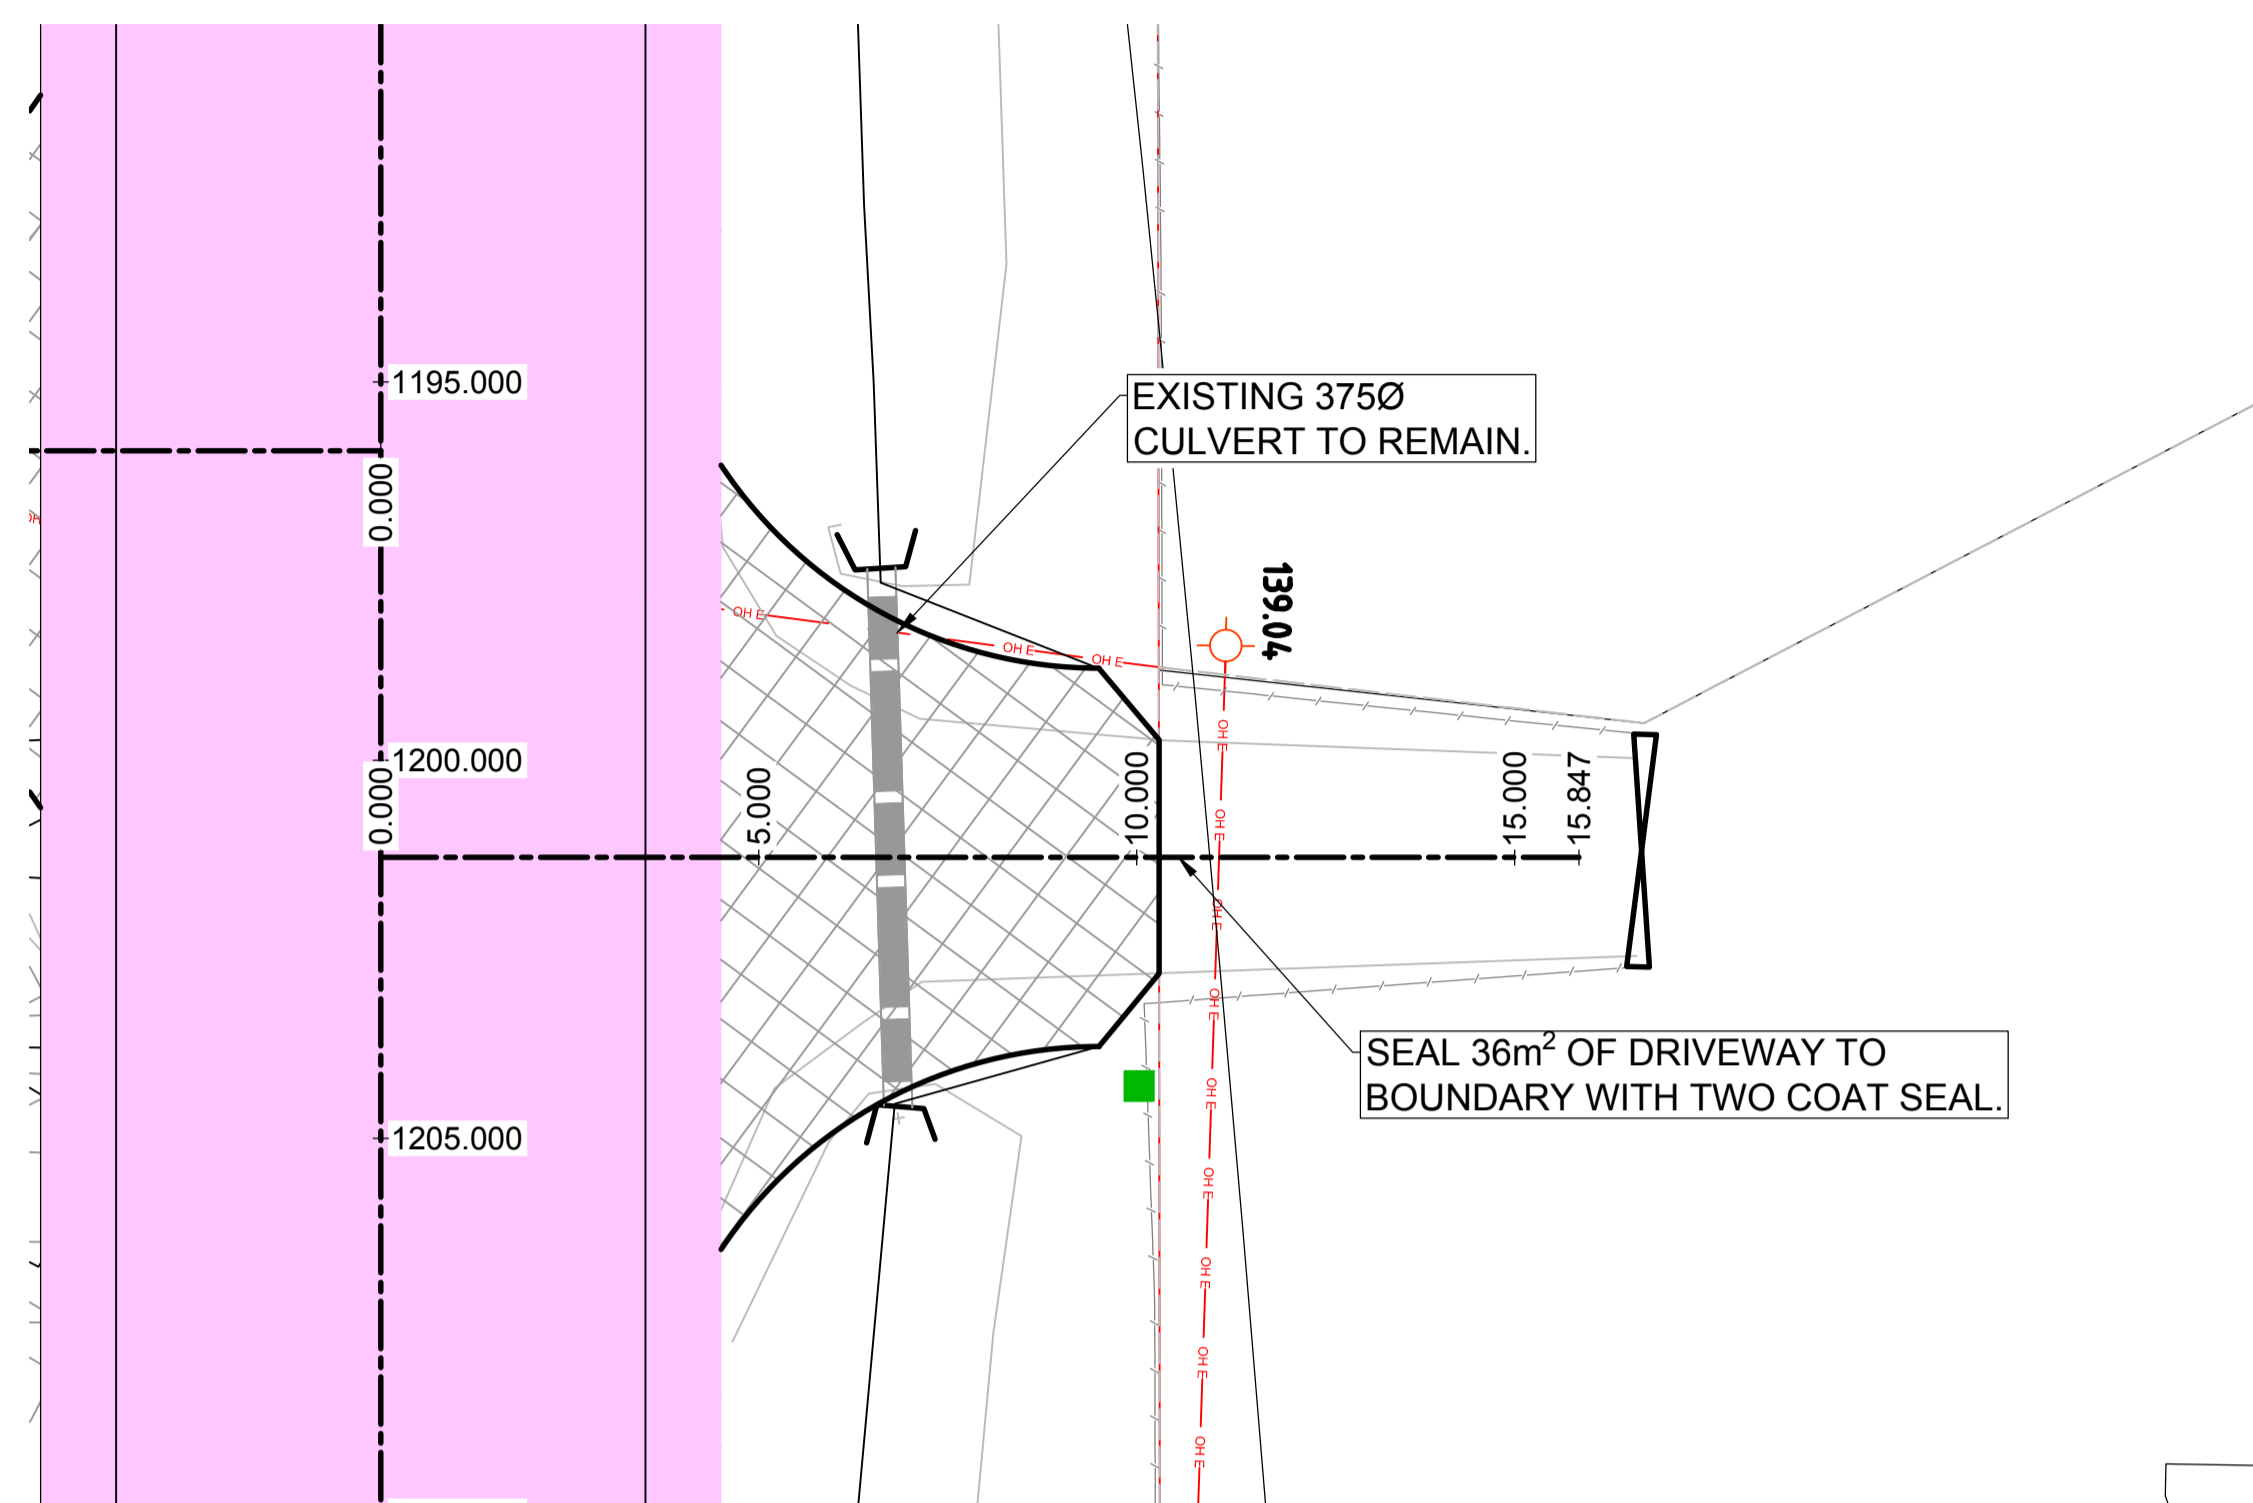 1195.000
EXISTING 375Ø
CULVERT TO REMAIN.
0.000
139.04
OH E
OH E
OH E
1200.000
0.000
5.000
10.000
15.000
15.847
OH E
OH E
OH E
OH E
SEAL 36m² OF DRIVEWAY TO
BOUNDARY WITH TWO COAT SEAL.
OH E
1205.000
OH E
OH E
OH E
OH E